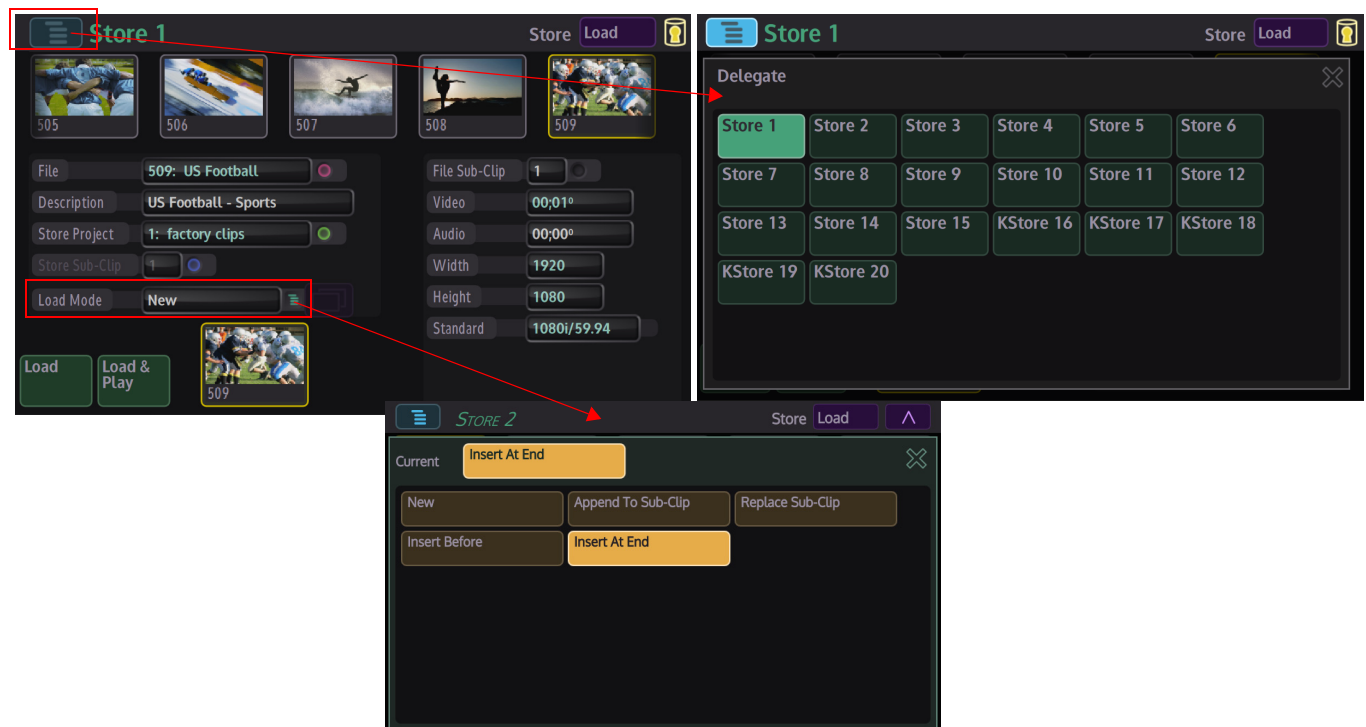 Store 1
Store Load
505
506
507
508
509
File
509: US Football
Description
US Football - Sports
Store Project
1: factory clips
Store Sub-Clip
1
Load Mode
New
File Sub-Clip
1
Video
00;01⁰
Audio
00;00⁰
Width
1920
Height
1080
Standard
1080i/59.94
Load
Load &
Play
509
Store 1
Store Load
Delegate
Store 1 Store 2 Store 3 Store 4 Store 5 Store 6
Store 7 Store 8 Store 9 Store 10 Store 11 Store 12
Store 13 Store 14 Store 15 KStore 16 KStore 17 KStore 18
KStore 19 KStore 20
STORE 2
Store Load
Current Insert At End
New Append To Sub-Clip Replace Sub-Clip
Insert Before Insert At End